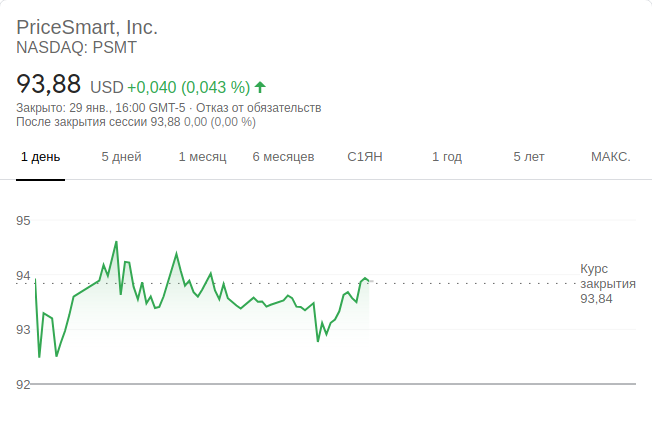 PriceSmart, Inc.
NASDAQ: PSMT
93,88 USD +0,040 (0,043 %)
Закрыто: 29 янв., 16:00 GMT-5 · Отказ от обязательств
После закрытия сессии 93,88 0,00 (0,00 %)
1 день 5 дней 1 месяц 6 месяцев С1ЯН 1 год 5 лет МАКС.
95
94
93
92
Курс
закрытия
93,84